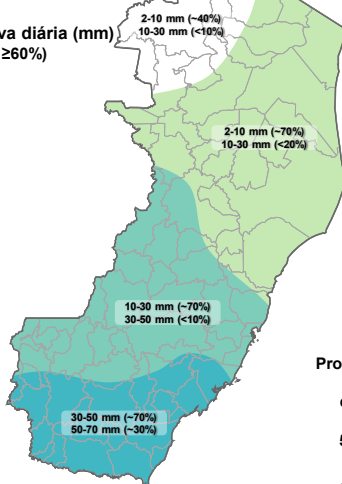 2-10 mm (~40%)
10-30 mm (<10%)
va diária (mm)
≥60%)
2-10 mm (~70%)
10-30 mm (<20%)
10-30 mm (~70%)
30-50 mm (<10%)
Pro
30-50 mm (~70%)
50-70 mm (~30%)